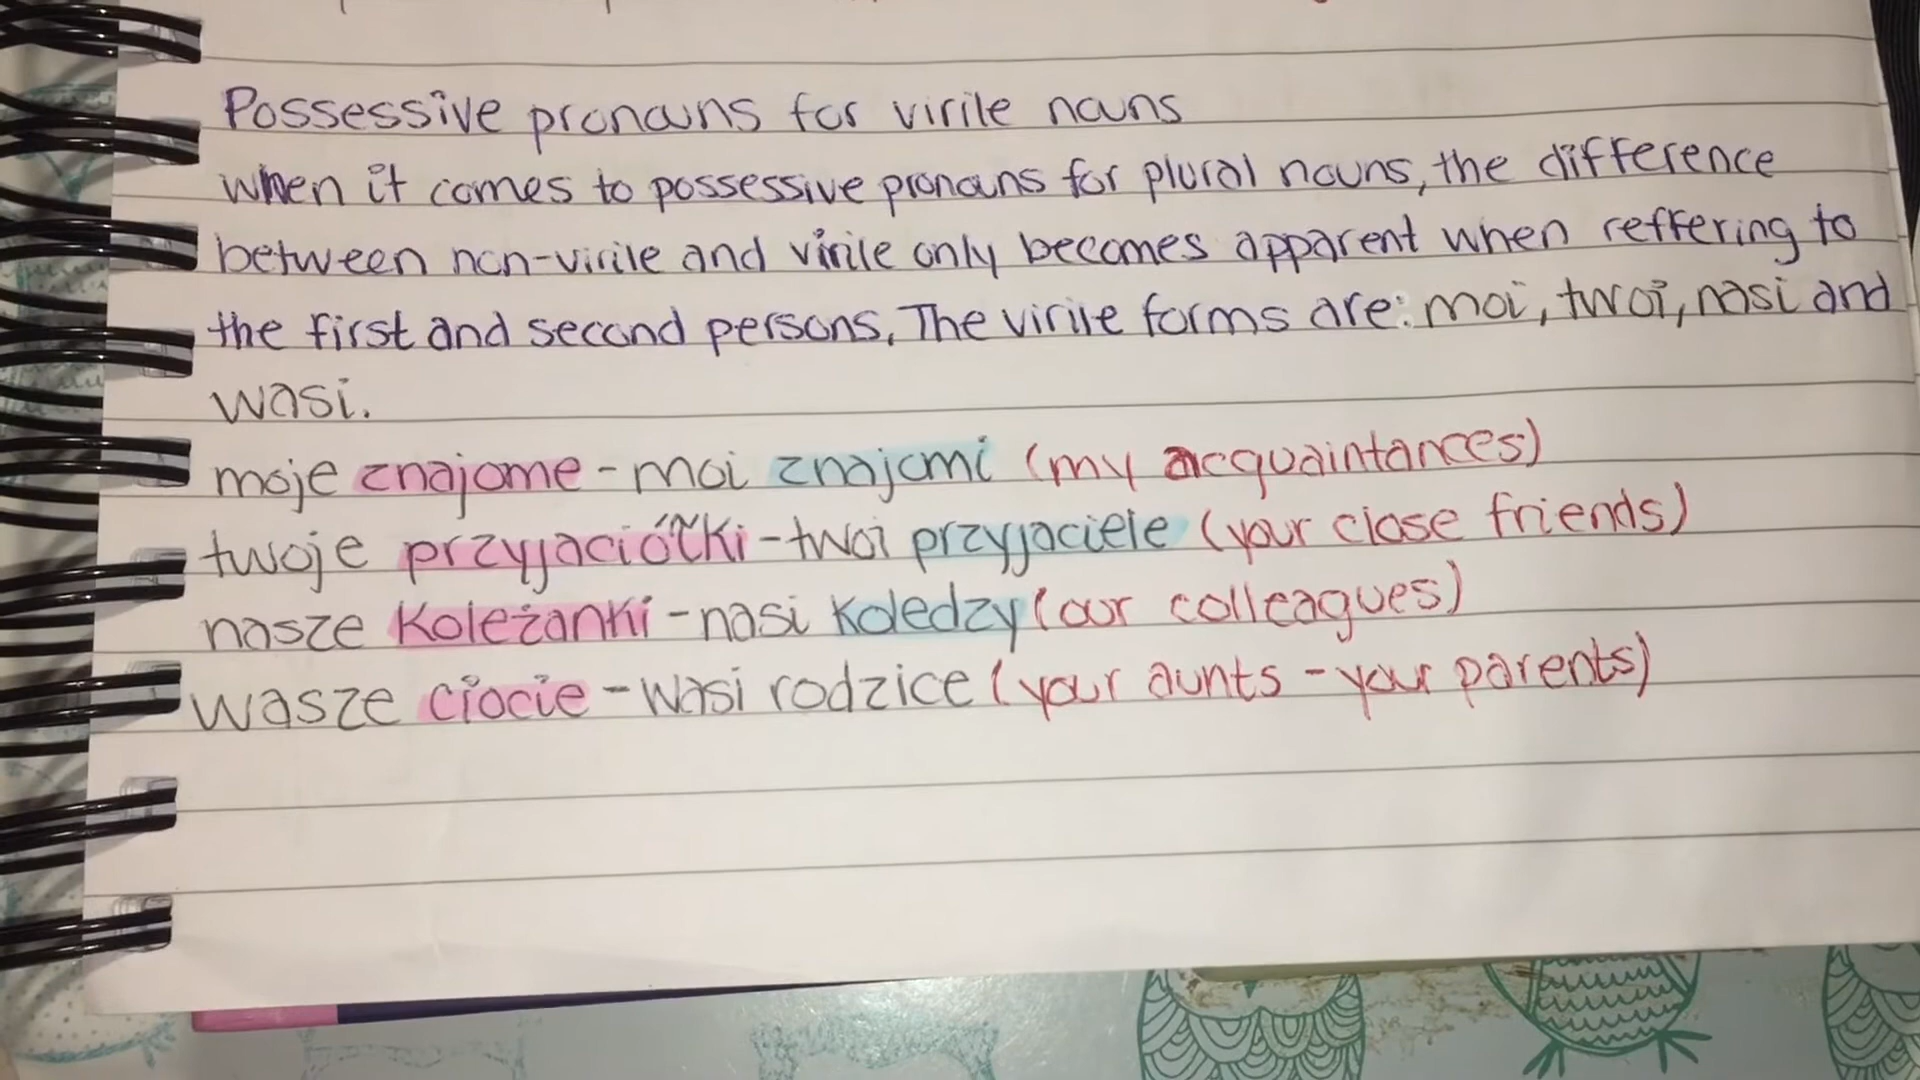 Possessive pronouns for virile nouns
when it comes to possessive pronouns for plural nouns, the difference
between non-virile and virile only becomes apparent when reffering to
the first and second persons. The virile forms are: moi, twoi, nasi and
wasi.
moje znajome - moi znajomi (my acquaintances)
twoje przyjaciółki - twoi przyjaciele (your close friends)
nasze koleżanki - nasi koledzy (our colleagues)
wasze ciocie - wasi rodzice (your aunts - your parents)